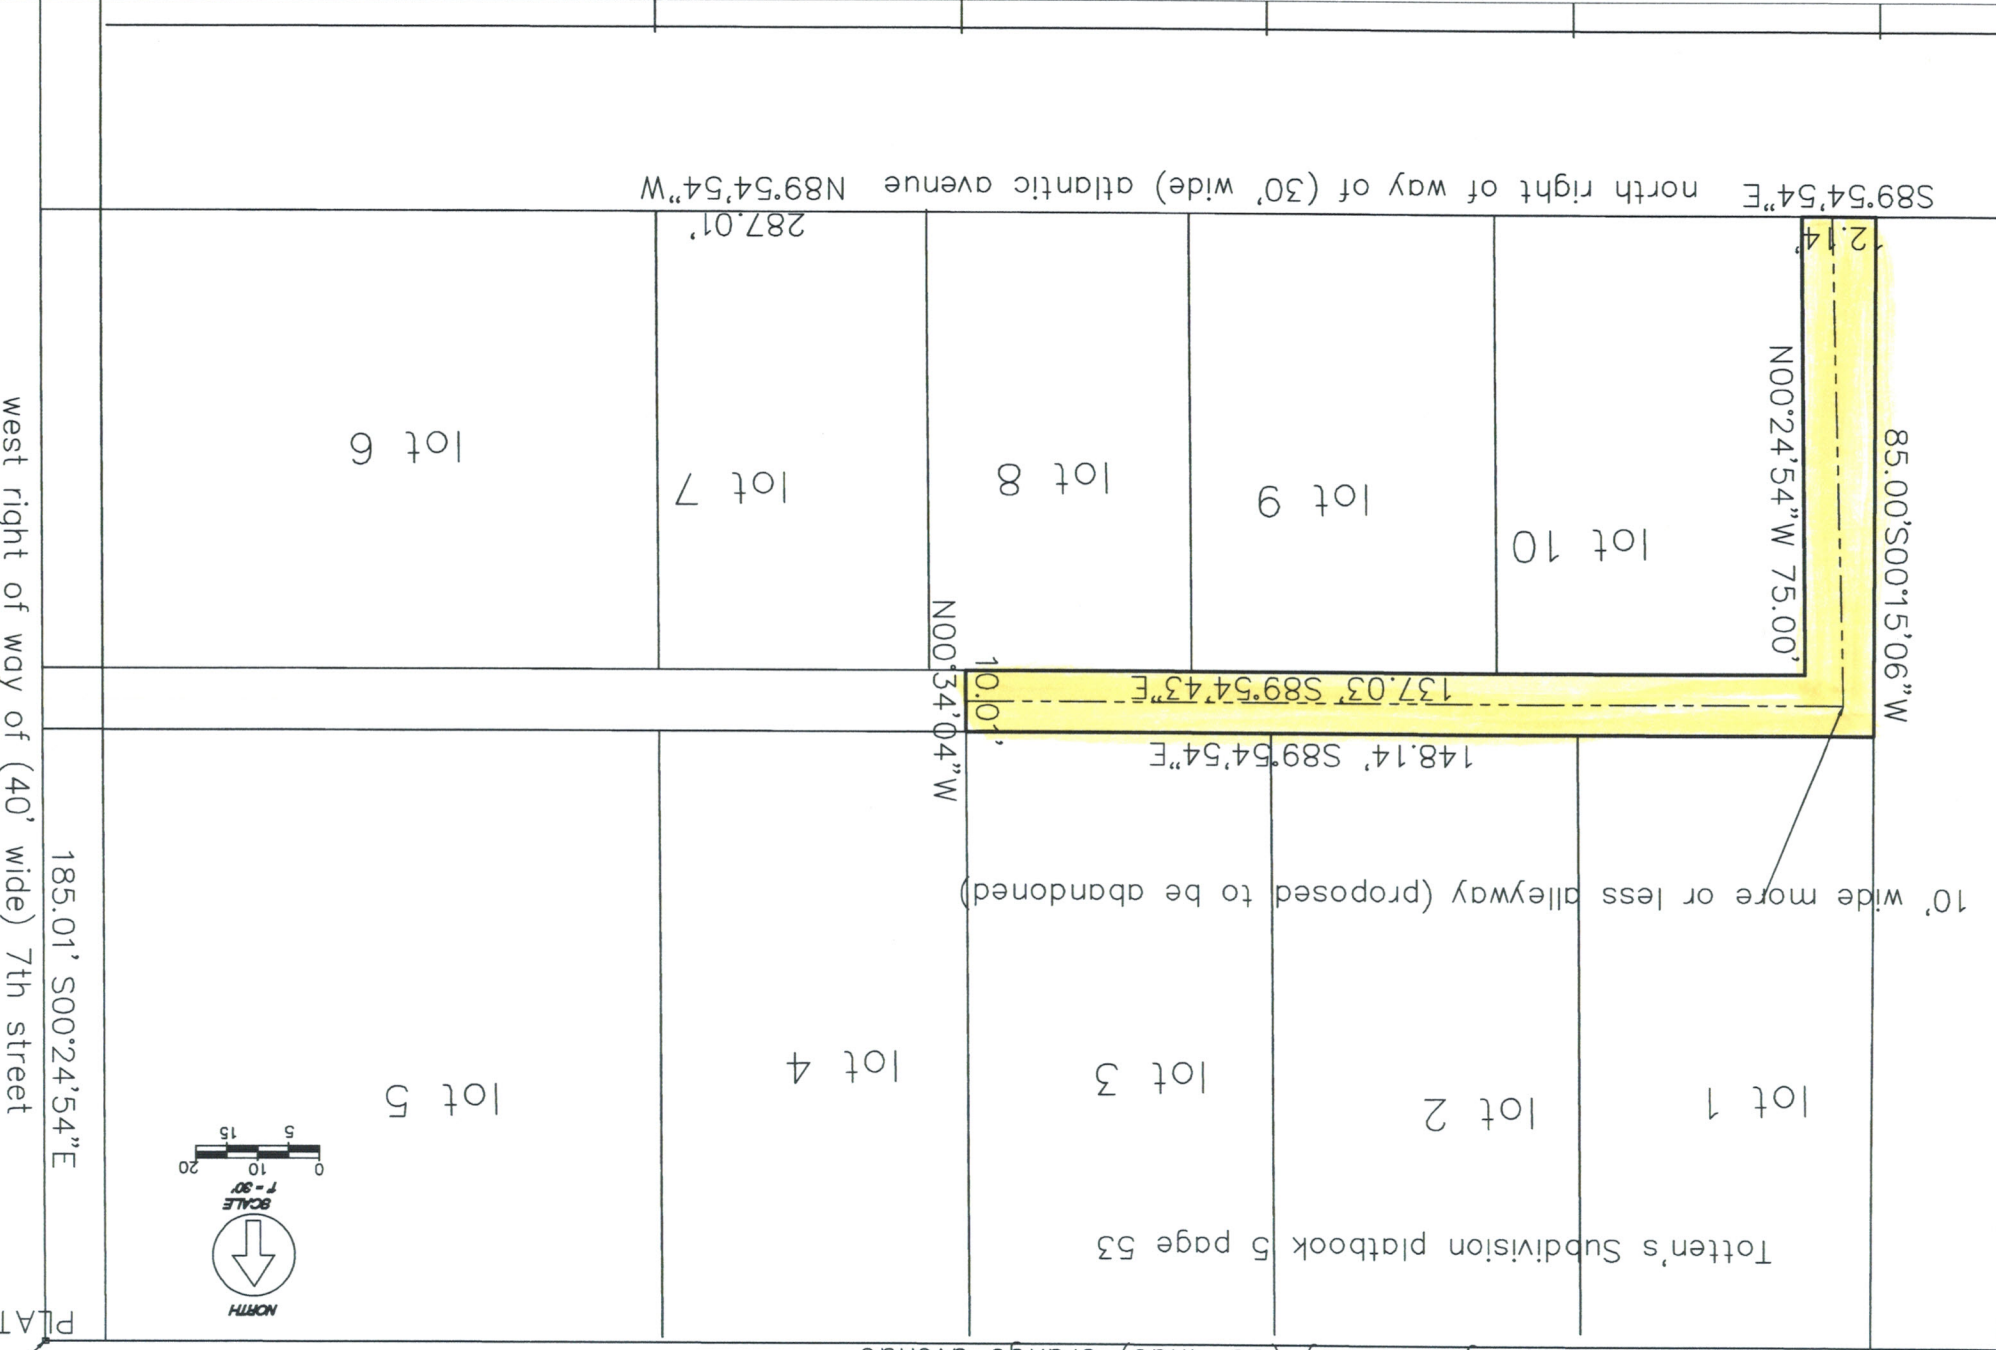 PLAT
NORTH
SCALE
1" = 30'
0 10 20
5 15
Totten's Subdivision platbook 5 page 53
lot 1
lot 2
lot 3
lot 4
lot 5
185.01' S00°24'54"E
west right of way of (40' wide) 7th street
10' wide more or less alleyway (proposed to be abandoned)
148.14' S89°54'54"E
137.03' S89°54'43"E
N00°34'04"W
10.01'
85.00'S00°15'06"W
N00°24'54"W 75.00'
lot 10
lot 9
lot 8
lot 7
lot 6
12.14'
287.01'
S89°54'54"E north right of way of (30' wide) atlantic avenue N89°54'54"W